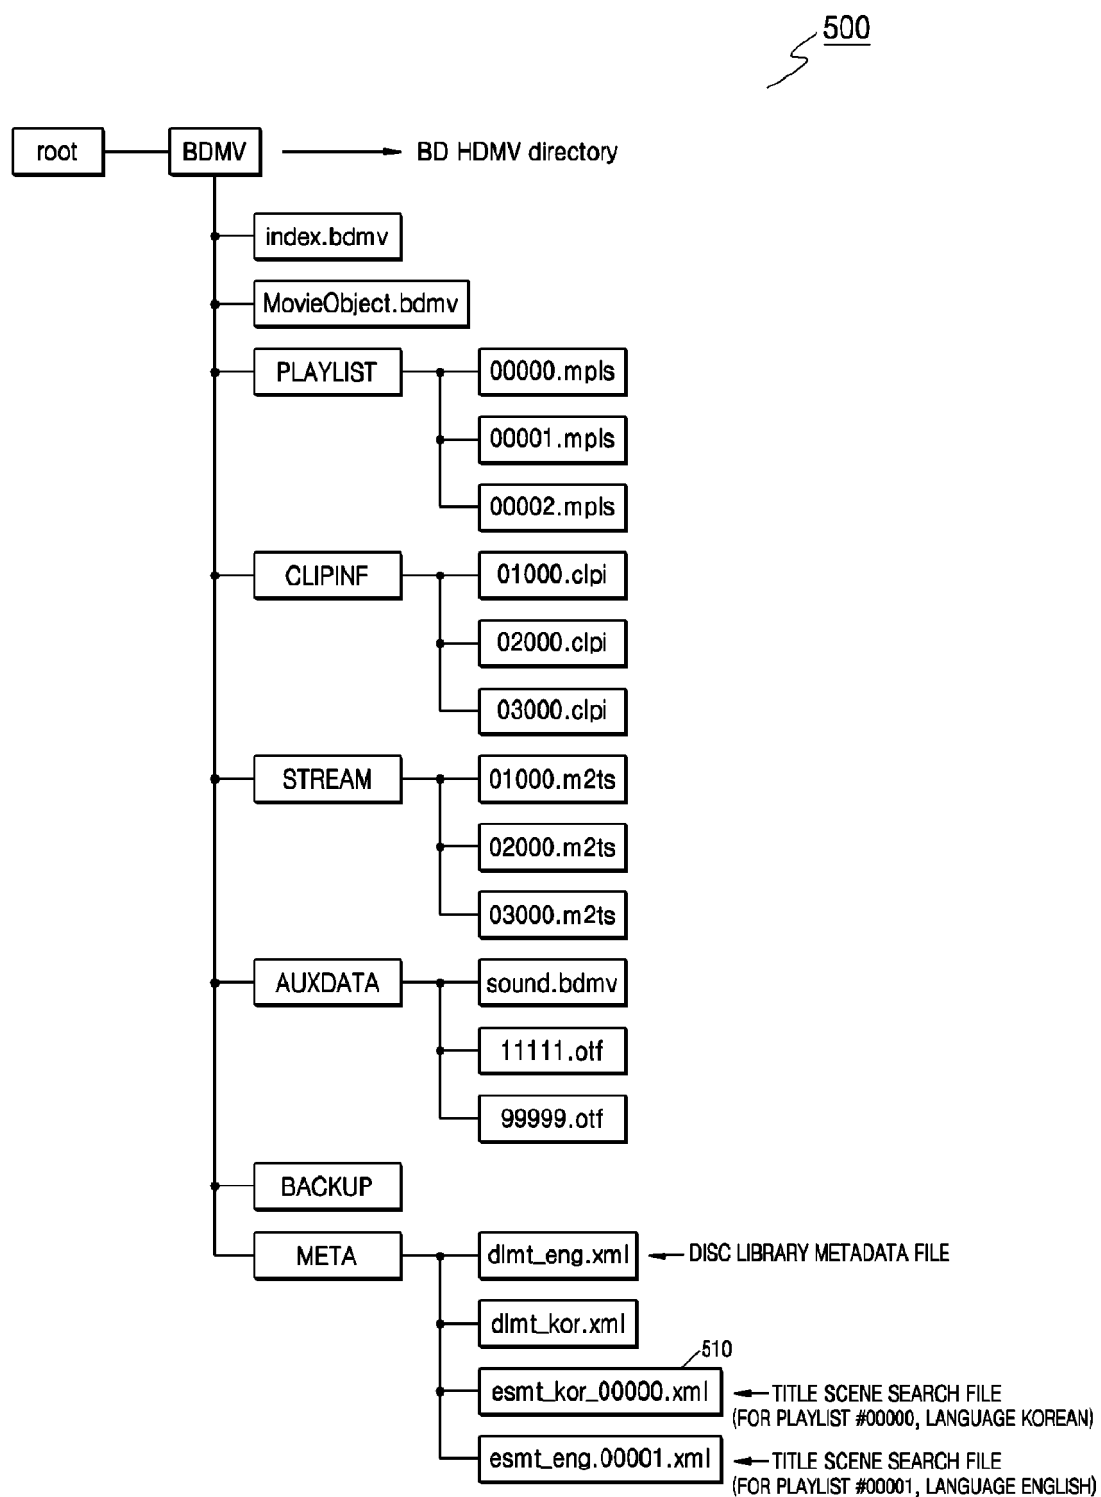 500
root
BDMV
BD HDMV directory
index.bdmv
MovieObject.bdmv
PLAYLIST
00000.mpls
00001.mpls
00002.mpls
CLIPINF
01000.clpi
02000.clpi
03000.clpi
STREAM
01000.m2ts
02000.m2ts
03000.m2ts
AUXDATA
sound.bdmv
11111.otf
99999.otf
BACKUP
META
dlmt_eng.xml
DISC LIBRARY METADATA FILE
dlmt_kor.xml
510
esmt_kor_00000.xml
TITLE SCENE SEARCH FILE
(FOR PLAYLIST #00000, LANGUAGE KOREAN)
esmt_eng.00001.xml
TITLE SCENE SEARCH FILE
(FOR PLAYLIST #00001, LANGUAGE ENGLISH)